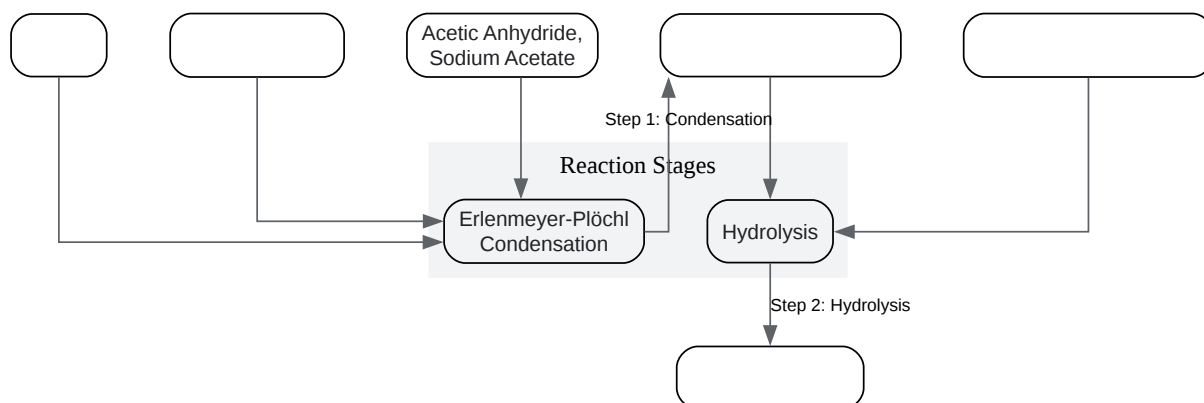 Acetic Anhydride,
Sodium Acetate
Step 1: Condensation
Reaction Stages
Erlenmeyer-Plöchl
Condensation
Hydrolysis
Step 2: Hydrolysis